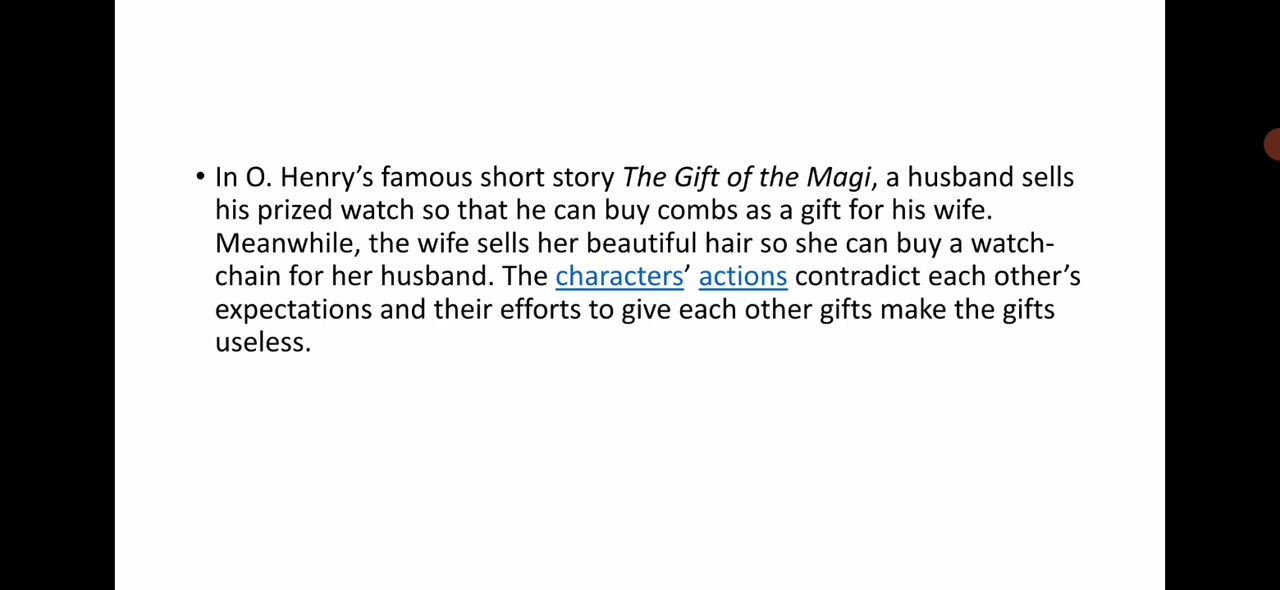 • In O. Henry’s famous short story The Gift of the Magi, a husband sells
his prized watch so that he can buy combs as a gift for his wife.
Meanwhile, the wife sells her beautiful hair so she can buy a watch-
chain for her husband. The characters’ actions contradict each other’s
expectations and their efforts to give each other gifts make the gifts
useless.